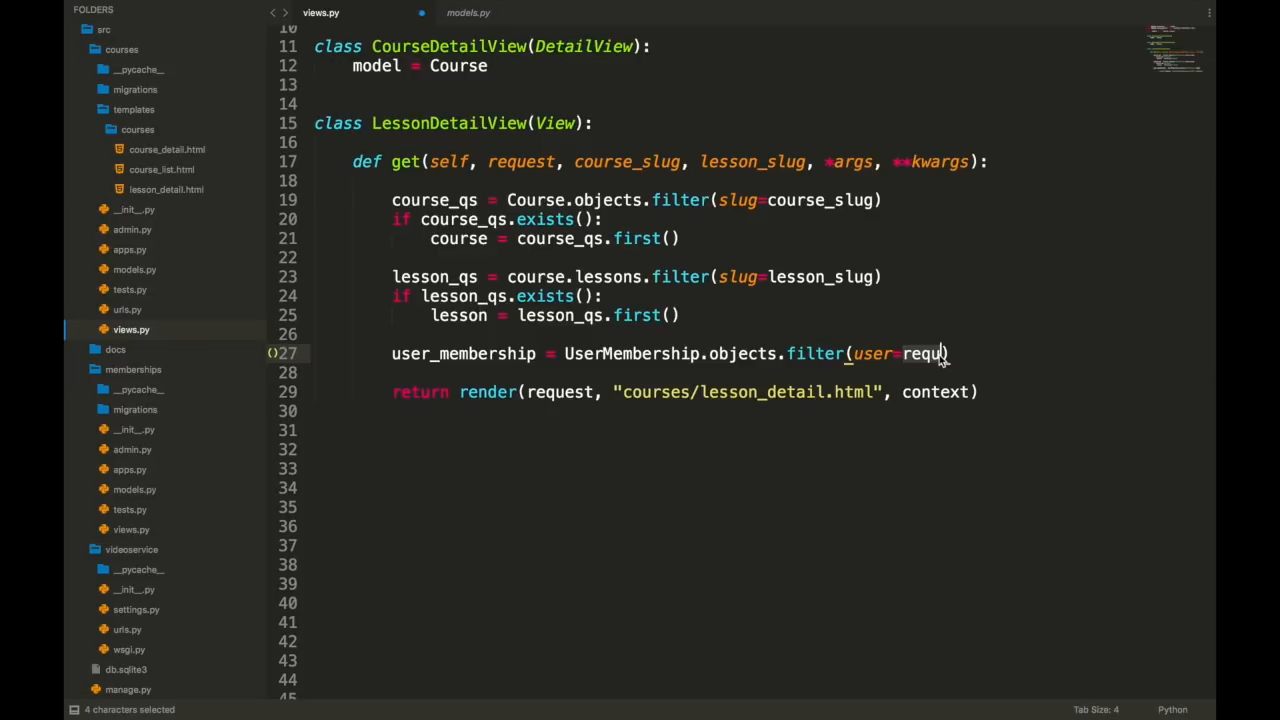 FOLDERS
src
courses
__pycache__
migrations
templates
courses
course_detail.html
course_list.html
lesson_detail.html
__init__.py
admin.py
apps.py
models.py
tests.py
urls.py
views.py
docs
memberships
__pycache__
migrations
__init__.py
admin.py
apps.py
models.py
tests.py
views.py
videoservice
__pycache__
__init__.py
settings.py
urls.py
wsgi.py
db.sqlite3
manage.py
views.py models.py
10
11 class CourseDetailView(DetailView):
12 model = Course
13
14
15 class LessonDetailView(View):
16
17 def get(self, request, course_slug, lesson_slug, *args, **kwargs):
18
19 course_qs = Course.objects.filter(slug=course_slug)
20 if course_qs.exists():
21 course = course_qs.first()
22
23 lesson_qs = course.lessons.filter(slug=lesson_slug)
24 if lesson_qs.exists():
25 lesson = lesson_qs.first()
26
()27 user_membership = UserMembership.objects.filter(user=requ)
28
29 return render(request, "courses/lesson_detail.html", context)
30
31
32
33
34
35
36
37
38
39
40
41
42
43
44
45
4 characters selected Tab Size: 4 Python